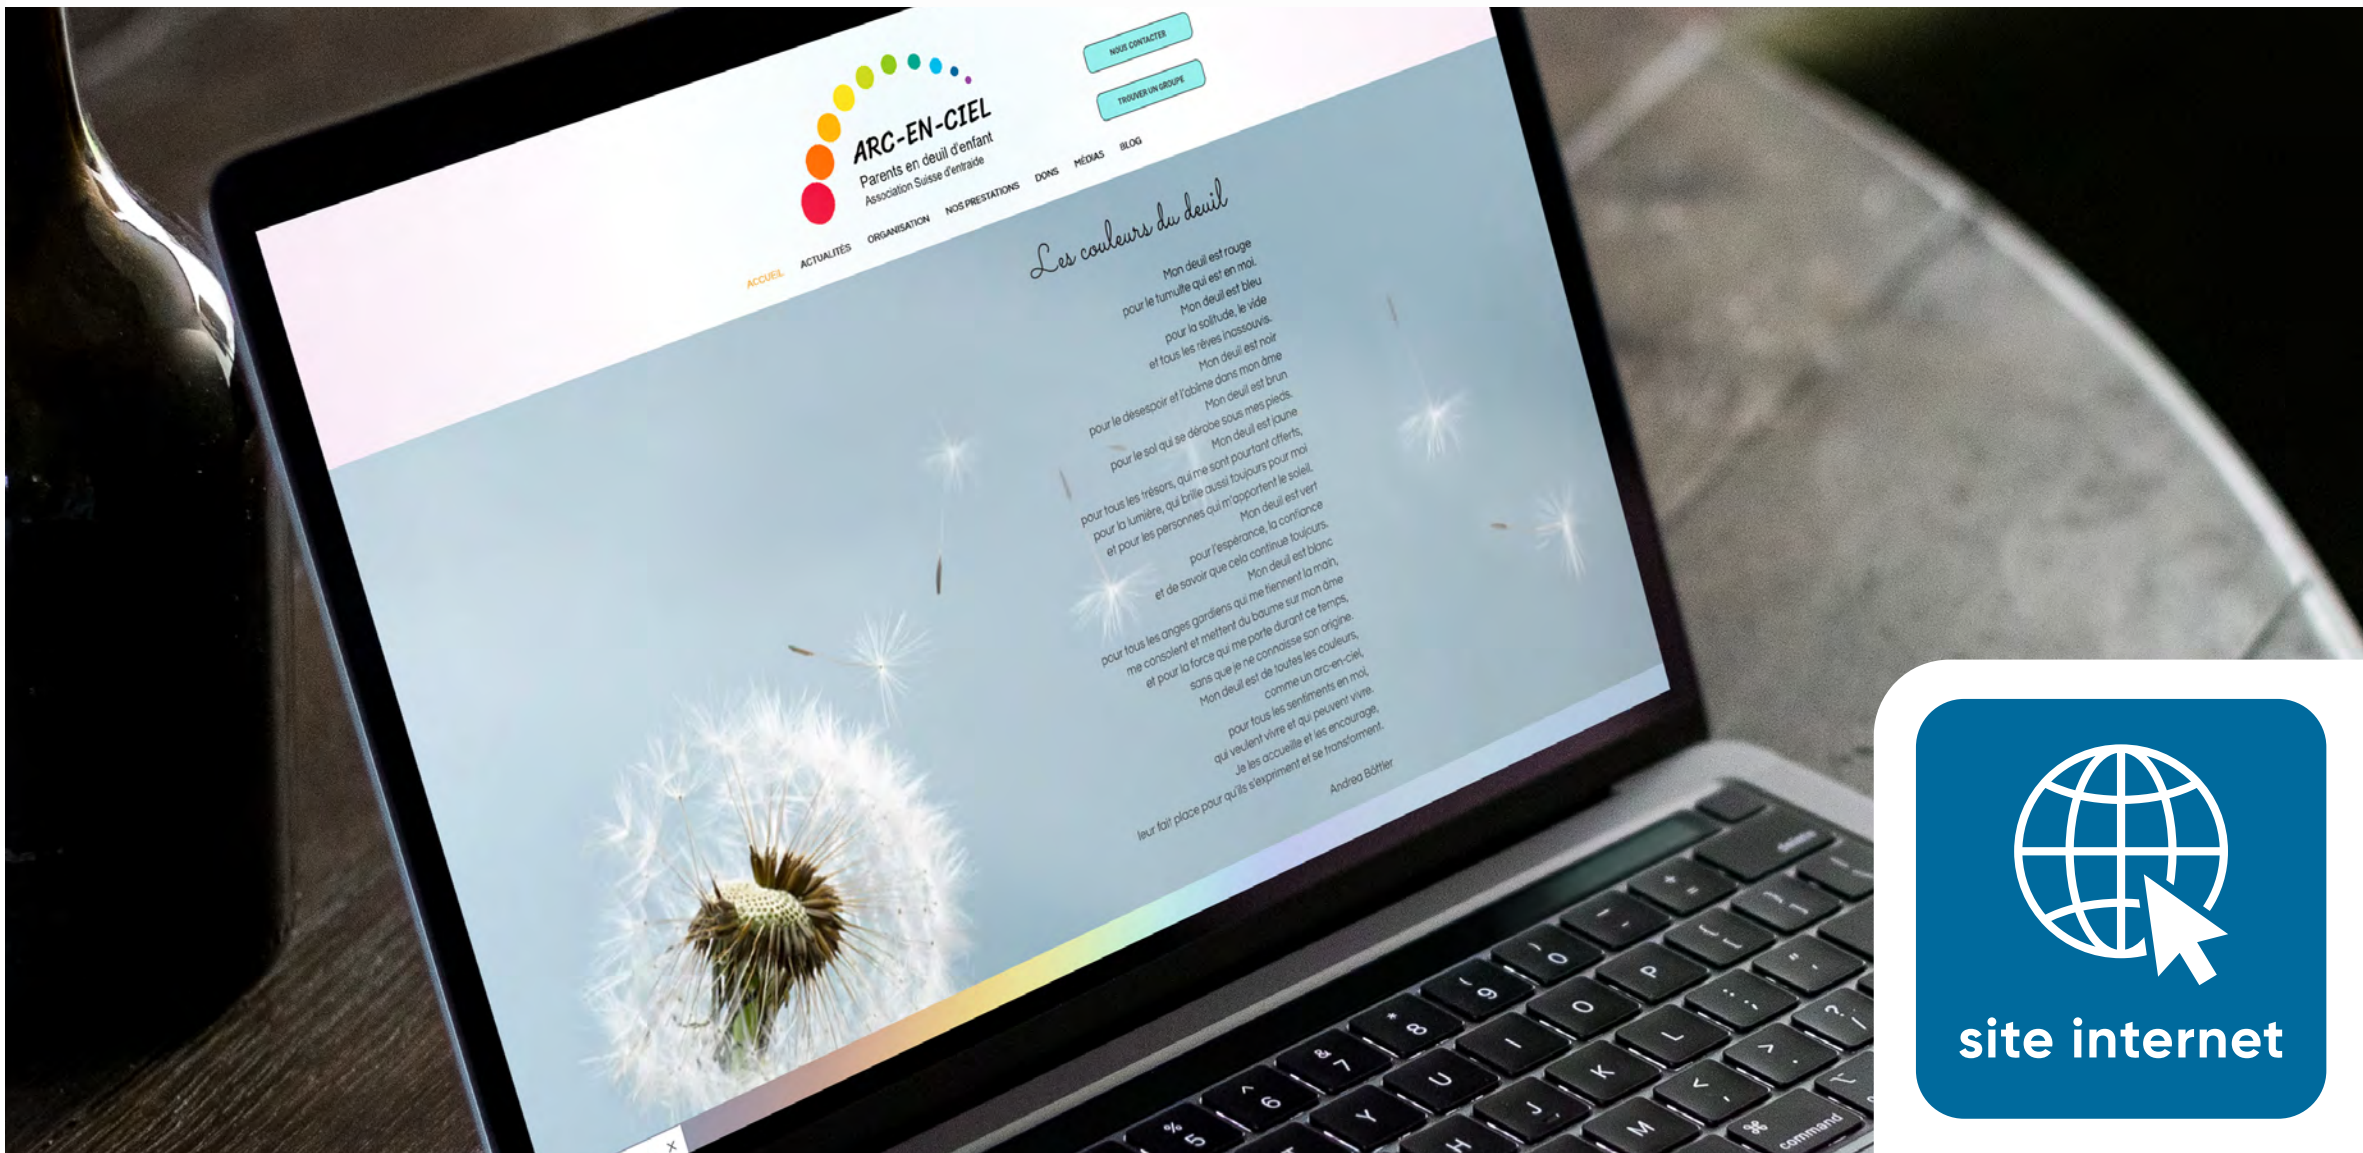 NOUS CONTACTER
TROUVER UN GROUPE
ARC-EN-CIEL
Parents en deuil d'enfant
Association Suisse d'entraide
ACCUEIL ACTUALITÉS ORGANISATION NOS PRESTATIONS DONS MÉDIAS BLOG
Les couleurs du deuil
Mon deuil est rouge
pour le tumulte qui est en moi.
Mon deuil est bleu
pour la solitude, le vide
et tous les rêves inassouvis.
Mon deuil est noir
pour le désespoir et l'abîme dans mon âme
Mon deuil est brun
pour le sol qui se dérobe sous mes pieds.
Mon deuil est jaune
pour tous les trésors, qui me sont pourtant offerts,
pour la lumière, qui brille aussi toujours pour moi
et pour les personnes qui m'apportent le soleil.
Mon deuil est vert
pour l'espérance, la confiance
et de savoir que cela continue toujours.
Mon deuil est blanc
pour tous les anges gardiens qui me tiennent la main,
me consolent et mettent du baume sur mon âme
et pour la force qui me porte durant ce temps,
sans que je ne connaisse son origine.
Mon deuil est de toutes les couleurs,
comme un arc-en-ciel,
pour tous les sentiments en moi,
qui veulent vivre et qui peuvent vivre.
Je les accueille et les encourage,
leur fait place pour qu'ils s'expriment et se transforment.
Andrea Böttler
×
delete
+ =
_ -
) 0
( 9
* 8
& 7
^ 6
% 5
} ]
{ [
P
O
I
U
Y
" '
: ;
L
K
J
H
? /
> .
< ,
M
⌥
⌘
command
site internet